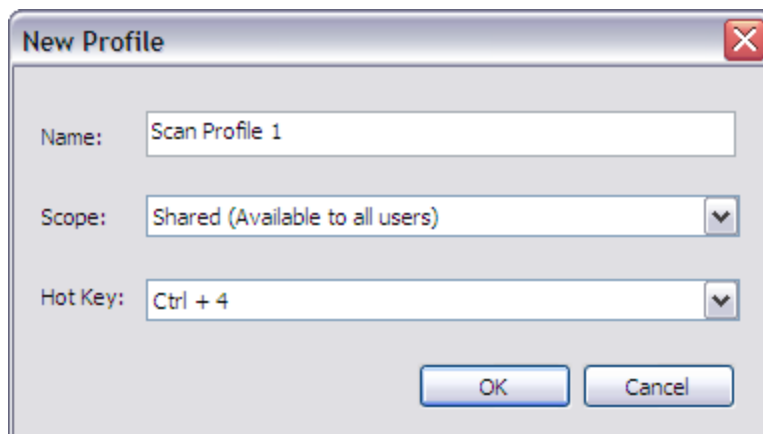 New Profile
Name: Scan Profile 1
Scope: Shared (Available to all users)
Hot Key: Ctrl + 4
OK Cancel